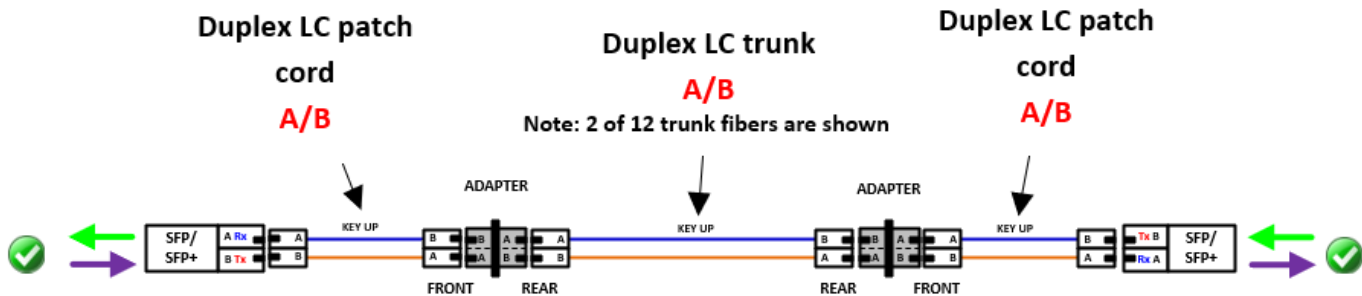 Duplex LC patch
cord
A/B
Duplex LC trunk
A/B
Note: 2 of 12 trunk fibers are shown
Duplex LC patch
cord
A/B
ADAPTER
ADAPTER
KEY UP
KEY UP
KEY UP
SFP/
SFP+
A Rx
B Tx
A
B
B
A
B
A
A
B
A
B
B
A
B
A
A
B
A
B
B
A
Tx B
Rx A
SFP/
SFP+
FRONT
REAR
REAR
FRONT